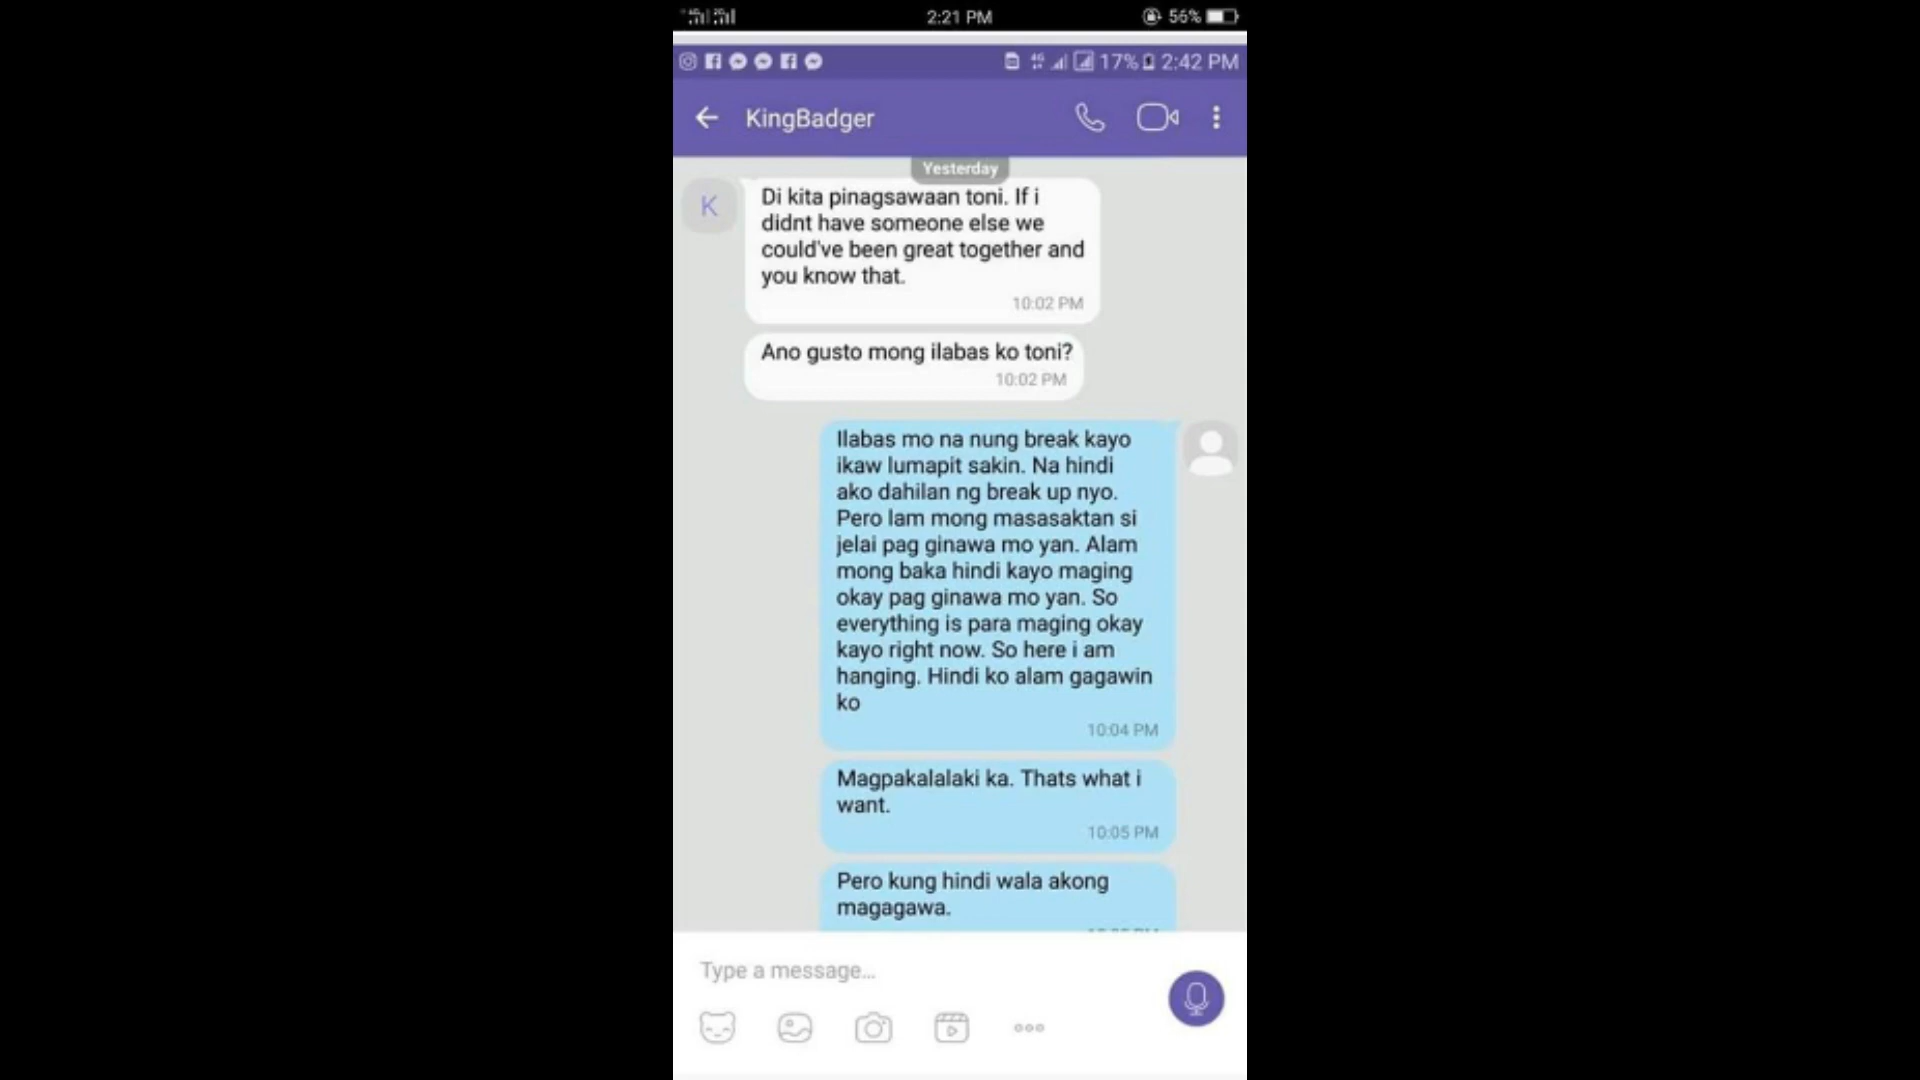 2:21 PM
56%
17%
2:42 PM
KingBadger
Yesterday
K
Di kita pinagsawaan toni. If i
didnt have someone else we
could've been great together and
you know that.
10:02 PM
Ano gusto mong ilabas ko toni?
10:02 PM
Ilabas mo na nung break kayo
ikaw lumapit sakin. Na hindi
ako dahilan ng break up nyo.
Pero lam mong masasaktan si
jelai pag ginawa mo yan. Alam
mong baka hindi kayo maging
okay pag ginawa mo yan. So
everything is para maging okay
kayo right now. So here i am
hanging. Hindi ko alam gagawin
ko
10:04 PM
Magpakalalaki ka. Thats what i
want.
10:05 PM
Pero kung hindi wala akong
magagawa.
Type a message...